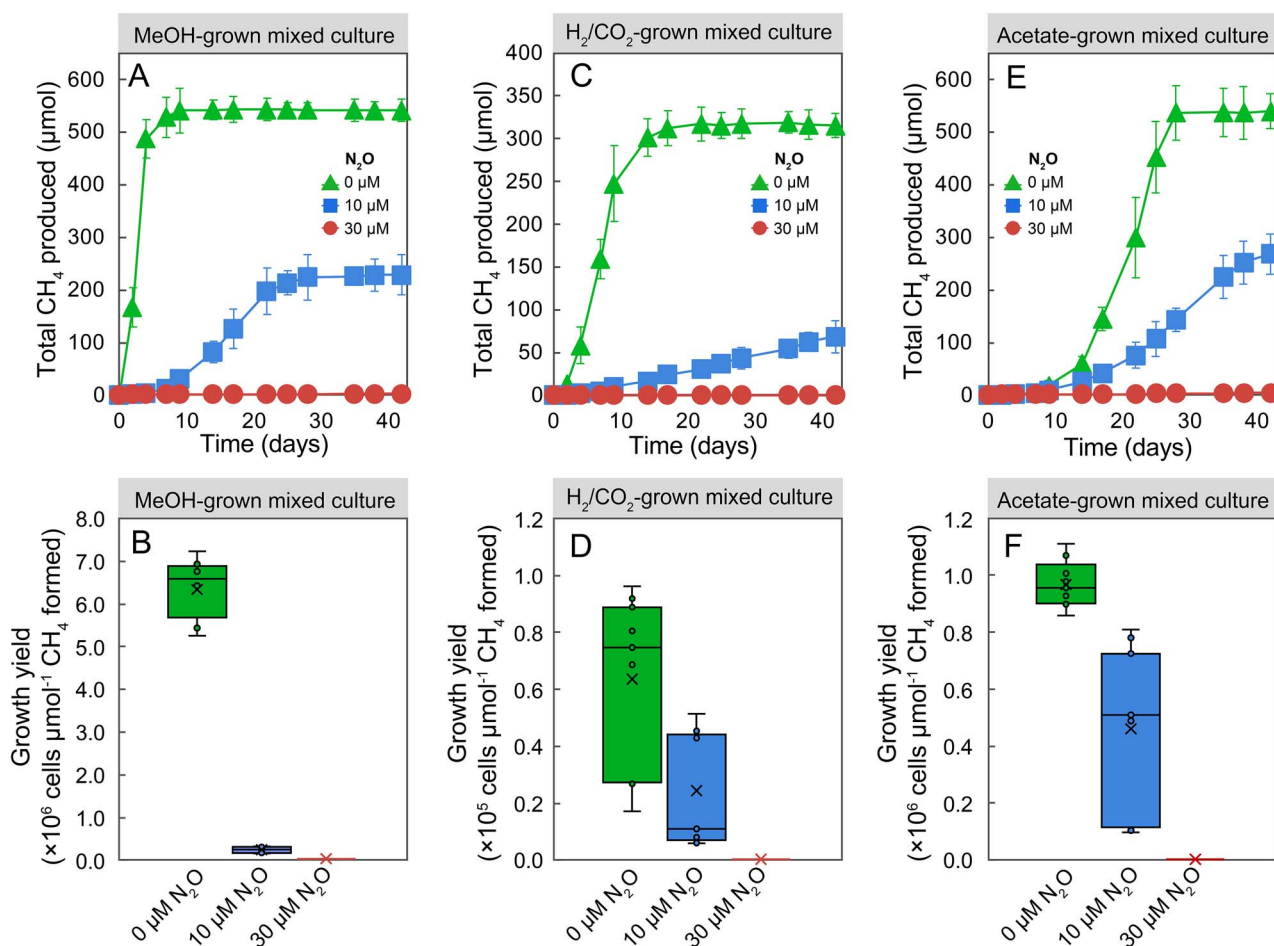 MeOH-grown mixed culture
A
Total CH₄ produced (µmol)
600
500
400
300
200
100
0
N₂O
0 µM
10 µM
30 µM
0 10 20 30 40
Time (days)
H₂/CO₂-grown mixed culture
C
Total CH₄ produced (µmol)
400
350
300
250
200
150
100
50
0
N₂O
0 µM
10 µM
30 µM
0 10 20 30 40
Time (days)
Acetate-grown mixed culture
E
Total CH₄ produced (µmol)
600
500
400
300
200
100
0
N₂O
0 µM
10 µM
30 µM
0 10 20 30 40
Time (days)
MeOH-grown mixed culture
B
Growth yield
(×10⁶ cells µmol⁻¹ CH₄ formed)
8.0
7.0
6.0
5.0
4.0
3.0
2.0
1.0
0.0
0 µM N₂O
10 µM N₂O
30 µM N₂O
H₂/CO₂-grown mixed culture
D
Growth yield
(×10⁵ cells µmol⁻¹ CH₄ formed)
1.2
1.0
0.8
0.6
0.4
0.2
0.0
0 µM N₂O
10 µM N₂O
30 µM N₂O
Acetate-grown mixed culture
F
Growth yield
(×10⁶ cells µmol⁻¹ CH₄ formed)
1.2
1.0
0.8
0.6
0.4
0.2
0.0
0 µM N₂O
10 µM N₂O
30 µM N₂O